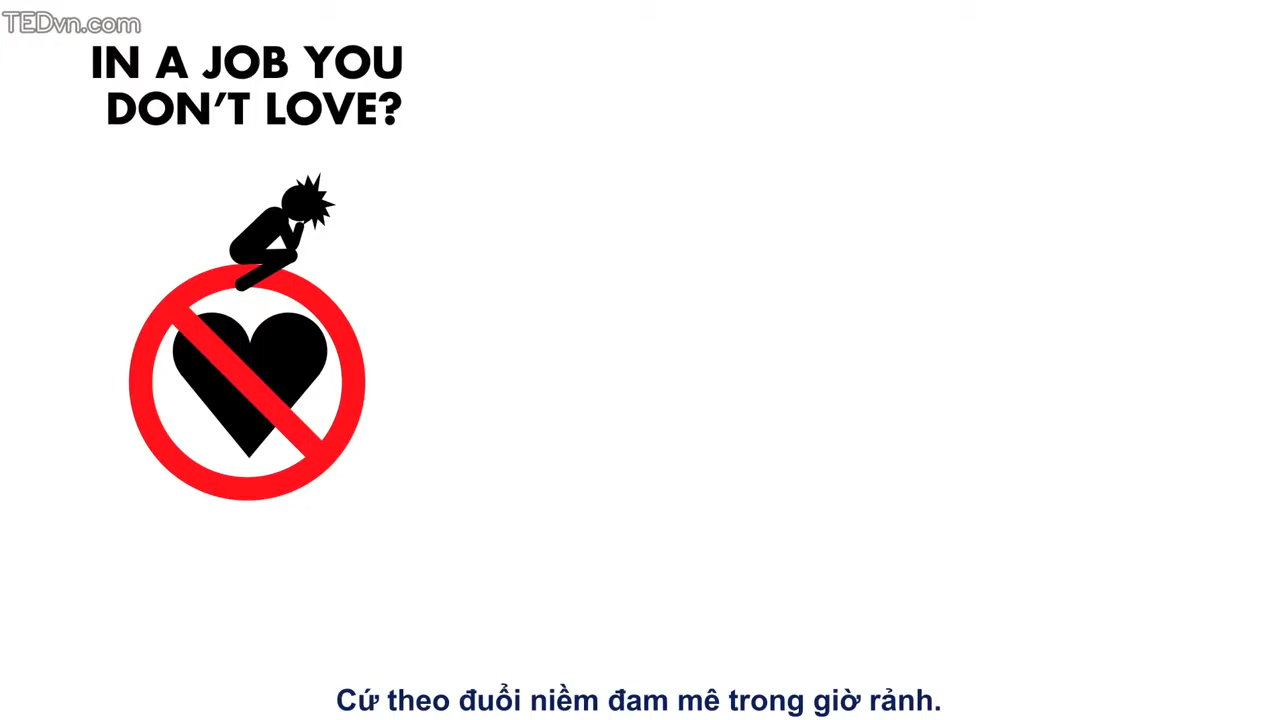 TEDvn.com
IN A JOB YOU
DON'T LOVE?
Cứ theo đuổi niềm đam mê trong giờ rảnh.